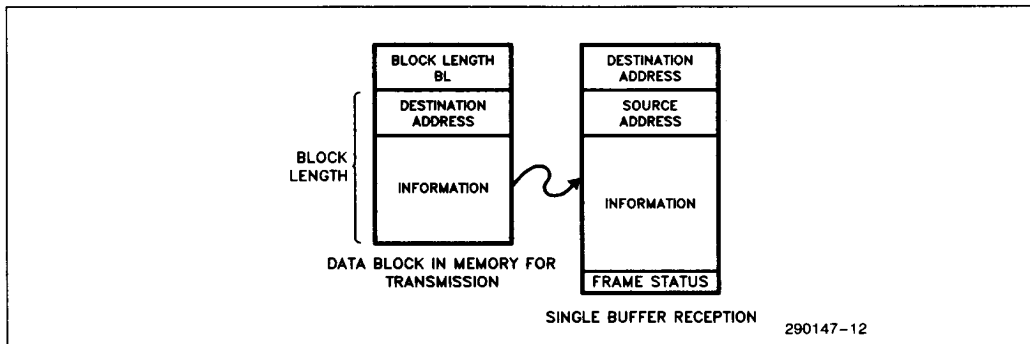 BLOCK LENGTH
BL
DESTINATION
ADDRESS
BLOCK
LENGTH
INFORMATION
DATA BLOCK IN MEMORY FOR
TRANSMISSION
DESTINATION
ADDRESS
SOURCE
ADDRESS
INFORMATION
FRAME STATUS
SINGLE BUFFER RECEPTION
290147-12